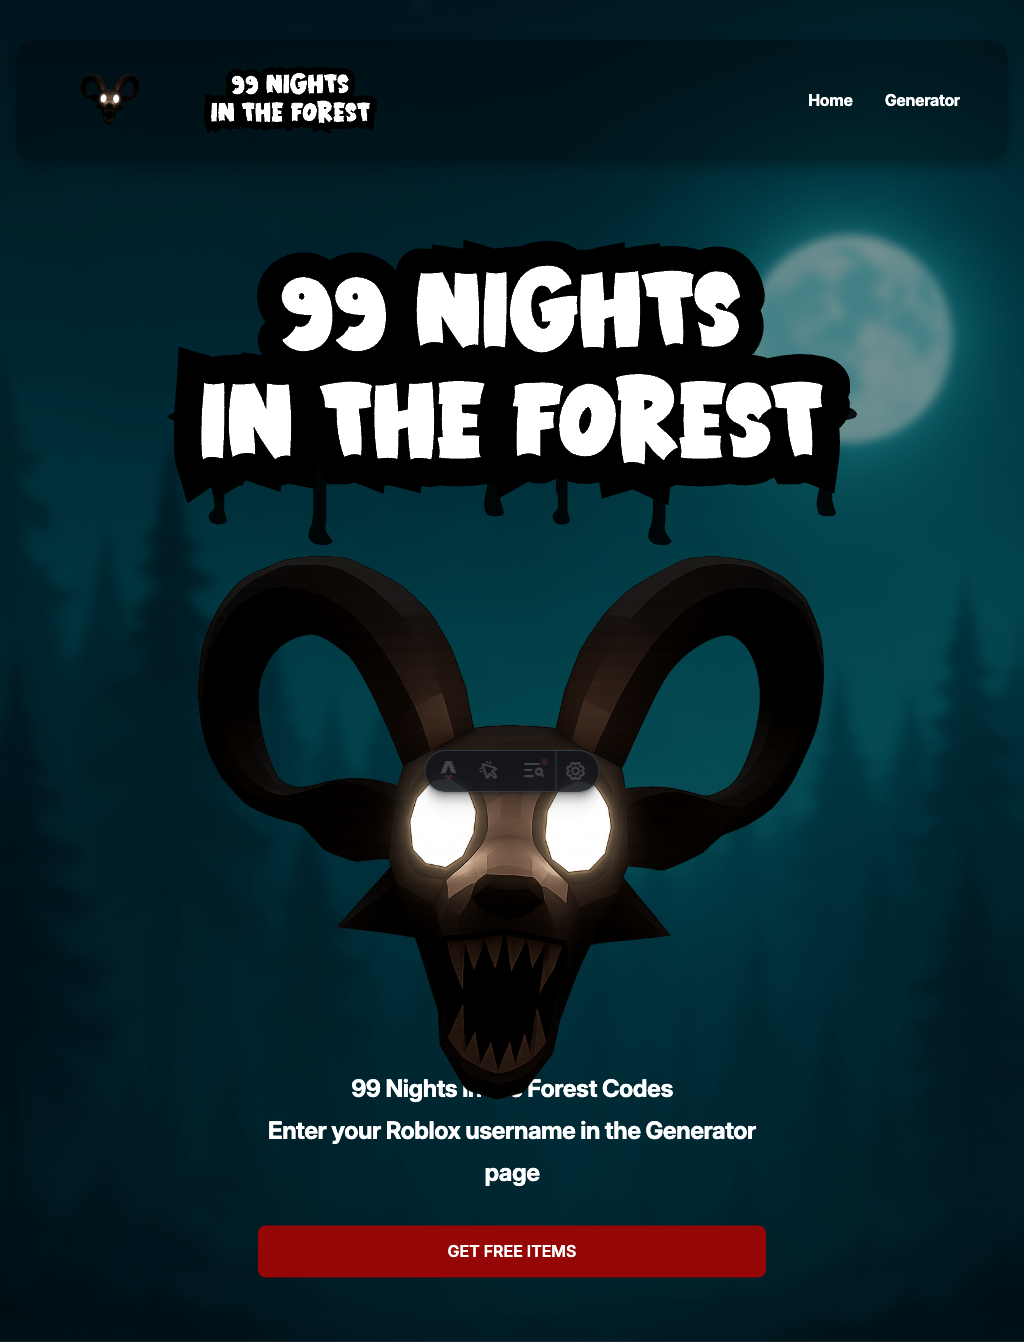 99 NIGHTS
IN THE FOREST
Home
Generator
99 NIGHTS
IN THE FOREST
99 Nights in Forest Codes
Enter your Roblox username in the Generator
page
GET FREE ITEMS